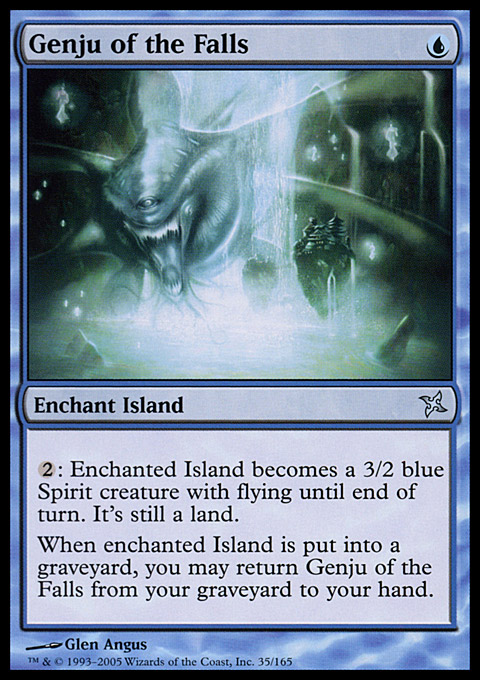 Genju of the Falls
Enchant Island
2: Enchanted Island becomes a 3/2 blue
Spirit creature with flying until end of
turn. It's still a land.
When enchanted Island is put into a
graveyard, you may return Genju of the
Falls from your graveyard to your hand.
Glen Angus
™ & © 1993–2005 Wizards of the Coast, Inc. 35/165